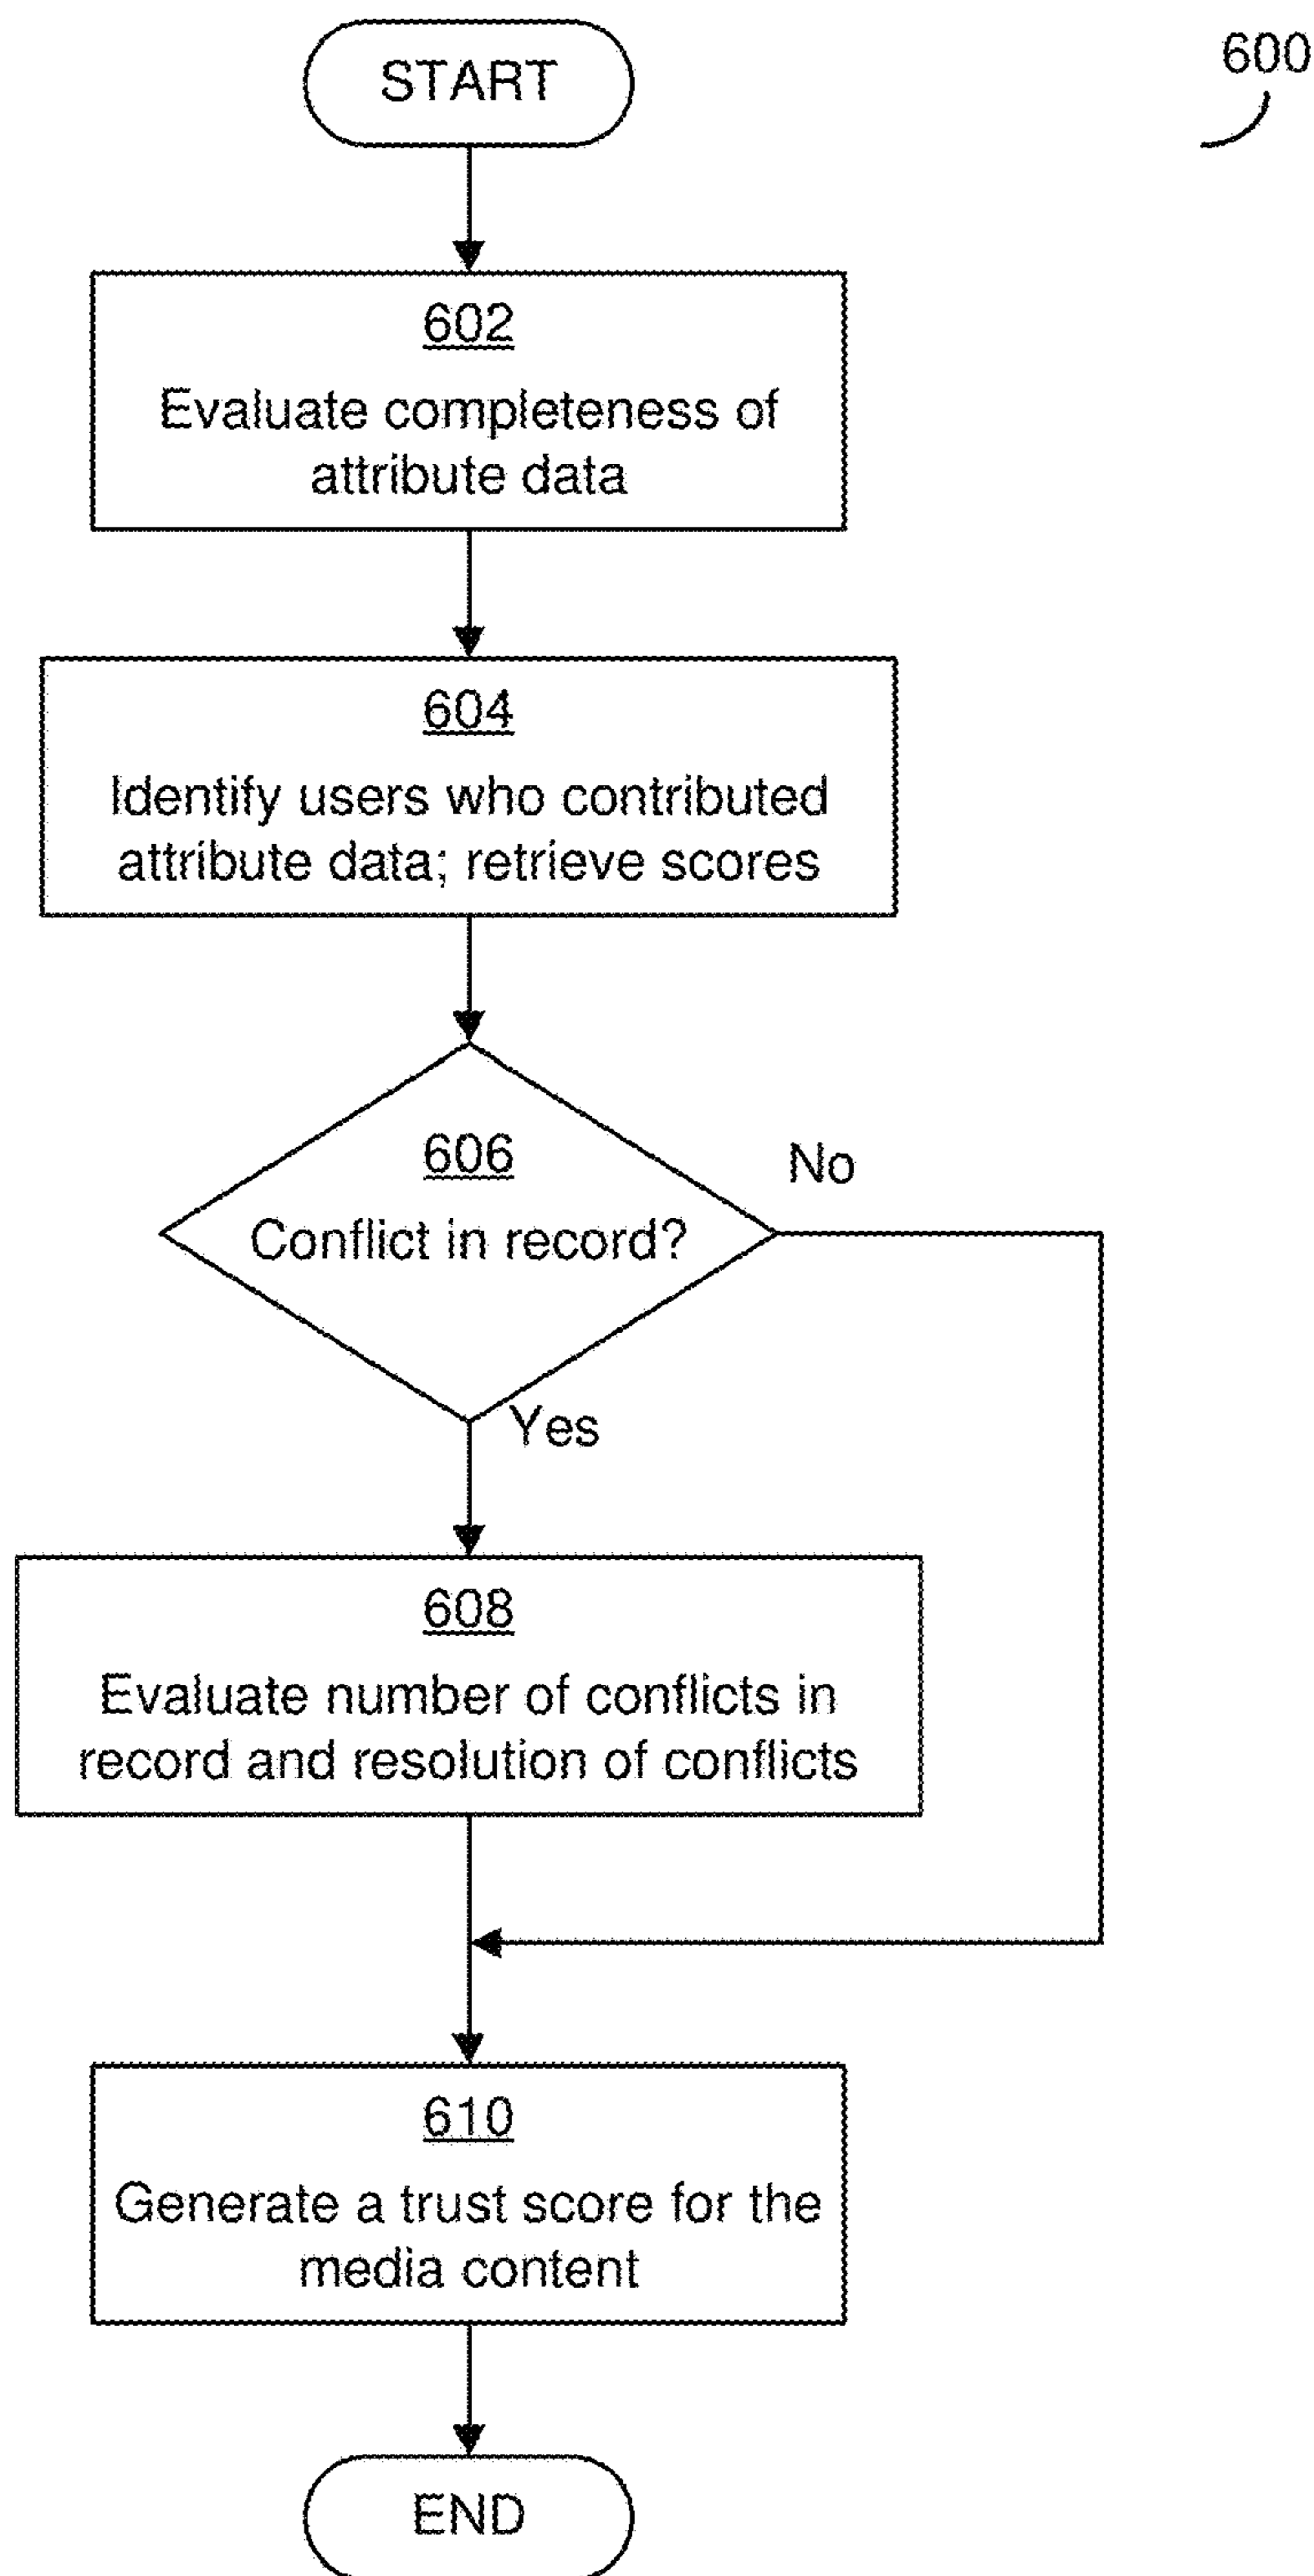 START
600
602
Evaluate completeness of
attribute data
604
Identify users who contributed
attribute data; retrieve scores
606
Conflict in record?
No
Yes
608
Evaluate number of conflicts in
record and resolution of conflicts
610
Generate a trust score for the
media content
END